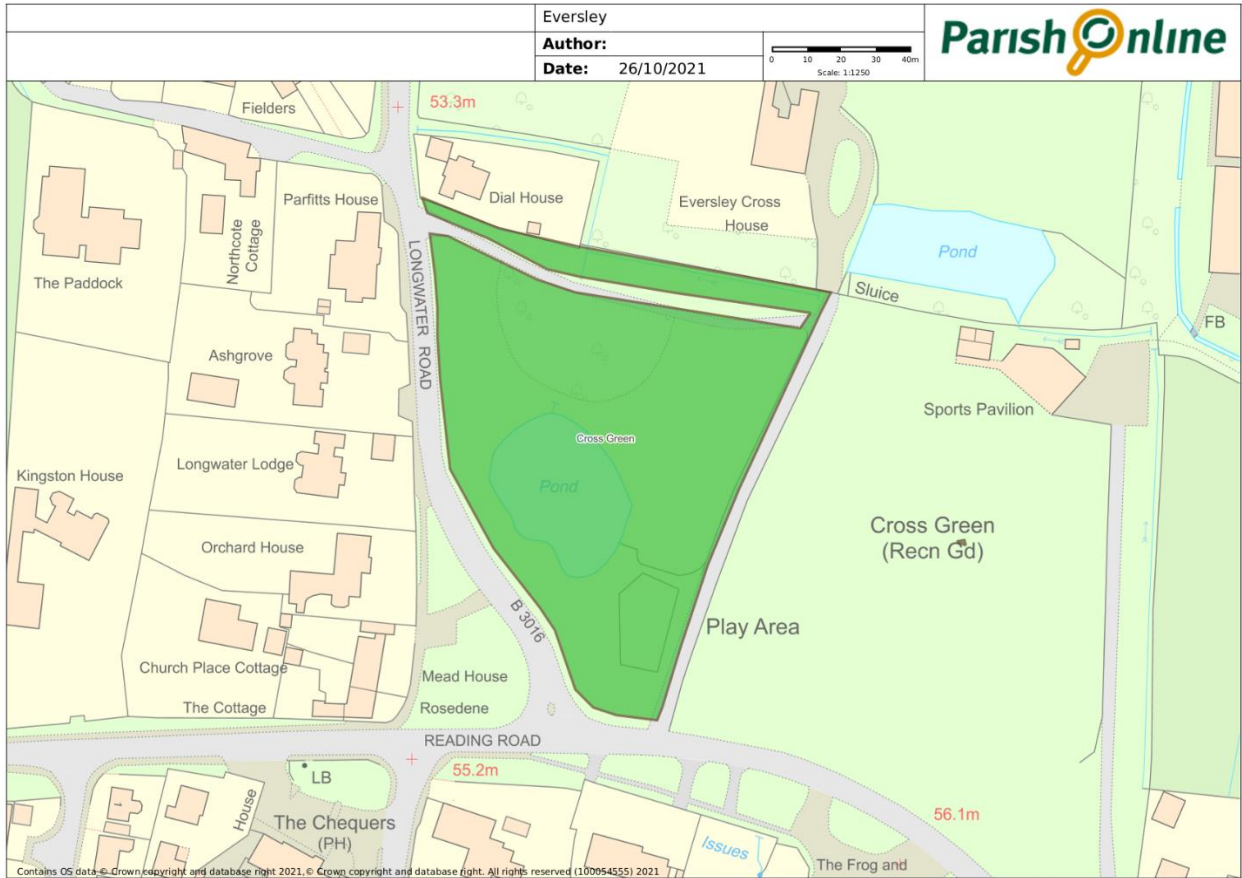 Eversley
Author:
Date: 26/10/2021
0 10 20 30 40m
Scale: 1:1250
Parish Online
Fielders
53.3m
Dial House
Parfitts House
Northcote
Cottage
Eversley Cross
House
The Paddock
LONGWATER ROAD
Pond
Sluice
FB
Ashgrove
Sports Pavilion
Cross Green
Longwater Lodge
Kingston House
Pond
Cross Green
(Recn Gd)
Orchard House
B 3016
Play Area
Church Place Cottage
Mead House
The Cottage
Rosedene
READING ROAD
55.2m
LB
56.1m
1
House
The Chequers
(PH)
Issues
The Frog and
Contains OS data © Crown copyright and database right 2021, © Crown copyright and database right. All rights reserved (100054555) 2021